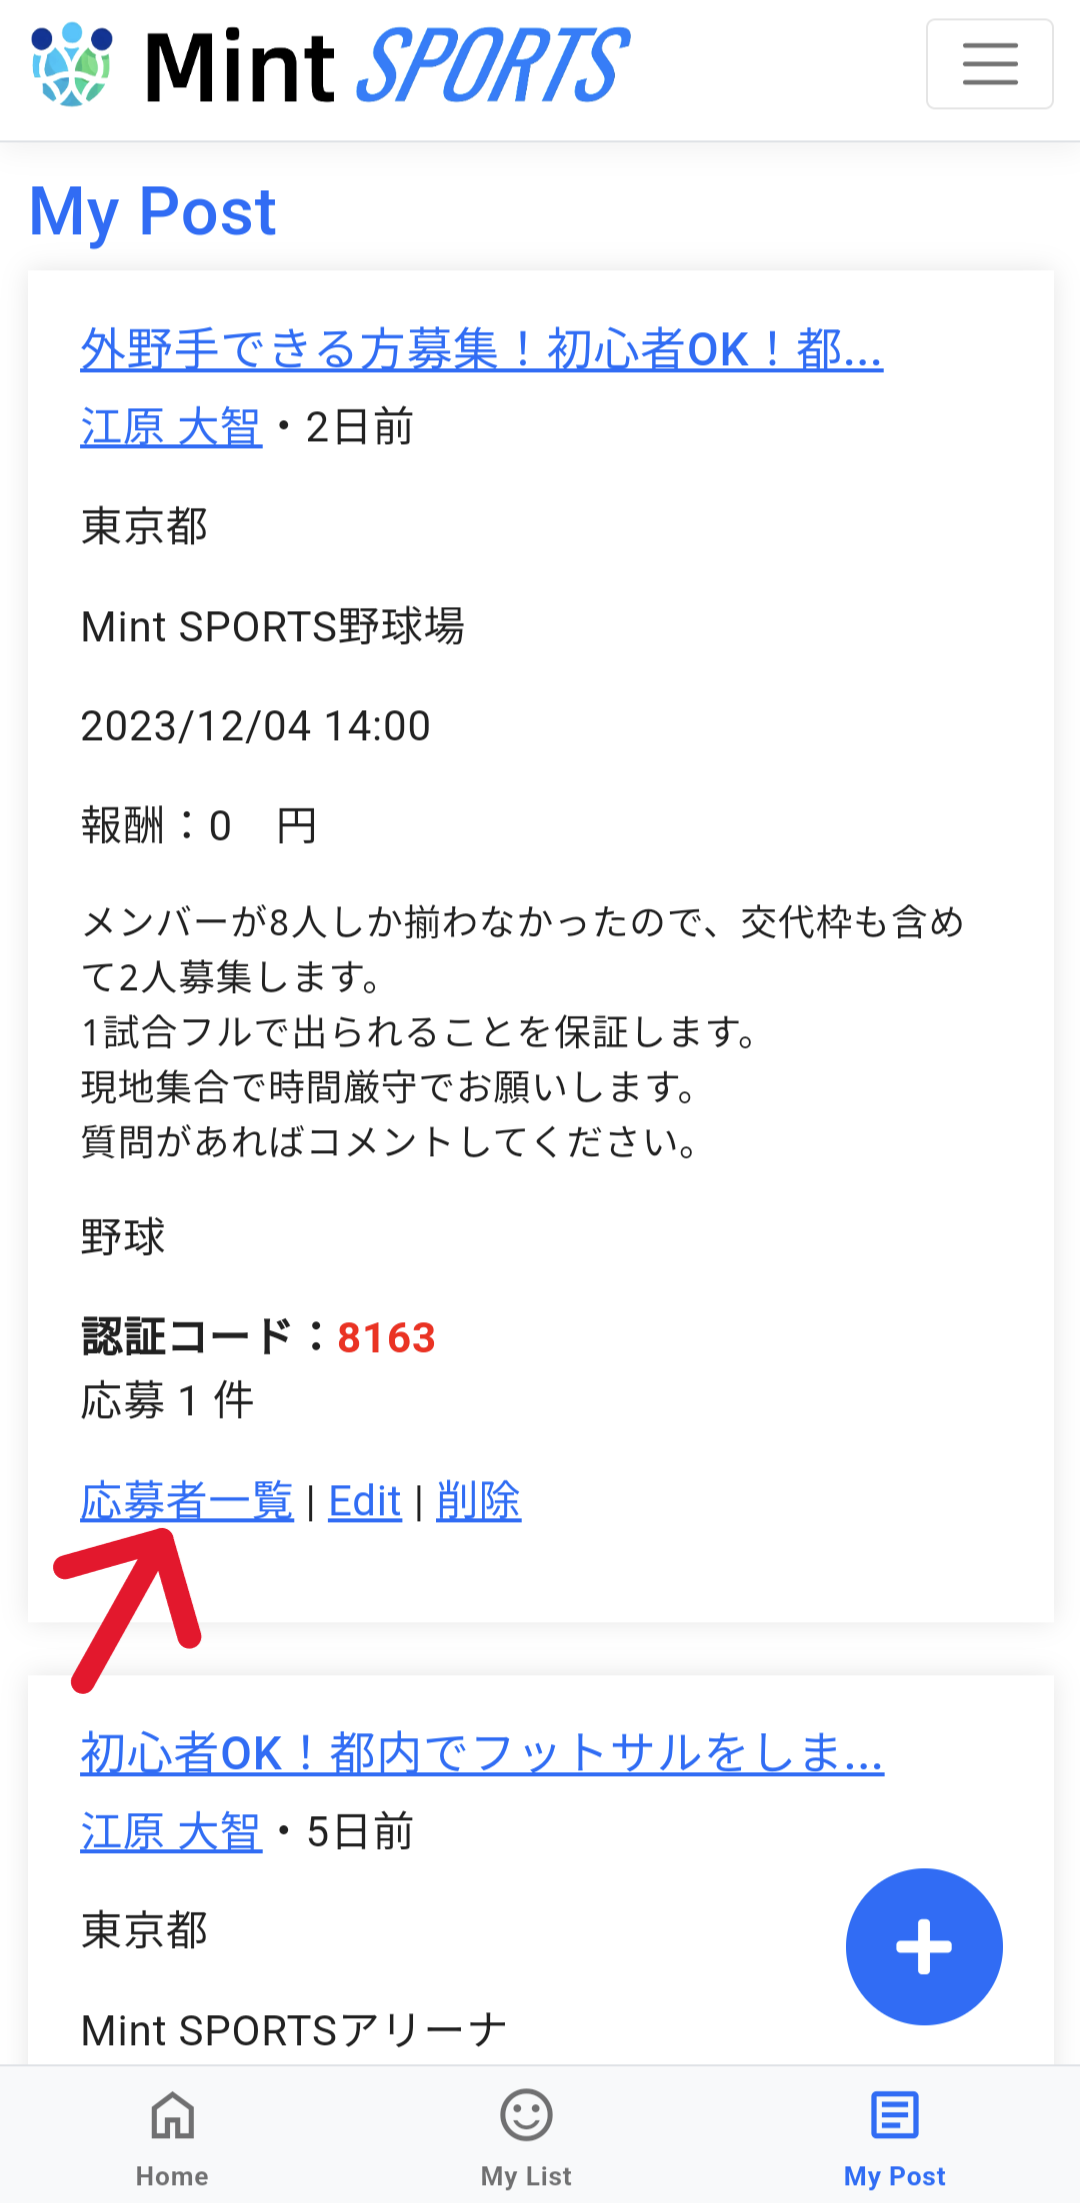 Mint SPORTS
My Post
外野手できる方募集！初心者OK！都...
江原 大智・2日前
東京都
Mint SPORTS野球場
2023/12/04 14:00
報酬：0　円
メンバーが8人しか揃わなかったので、交代枠も含め
て2人募集します。
1試合フルで出られることを保証します。
現地集合で時間厳守でお願いします。
質問があればコメントしてください。
野球
認証コード：8163
応募 1 件
応募者一覧 | Edit | 削除
初心者OK！都内でフットサルをしま...
江原 大智・5日前
東京都
Mint SPORTSアリーナ
Home My List My Post